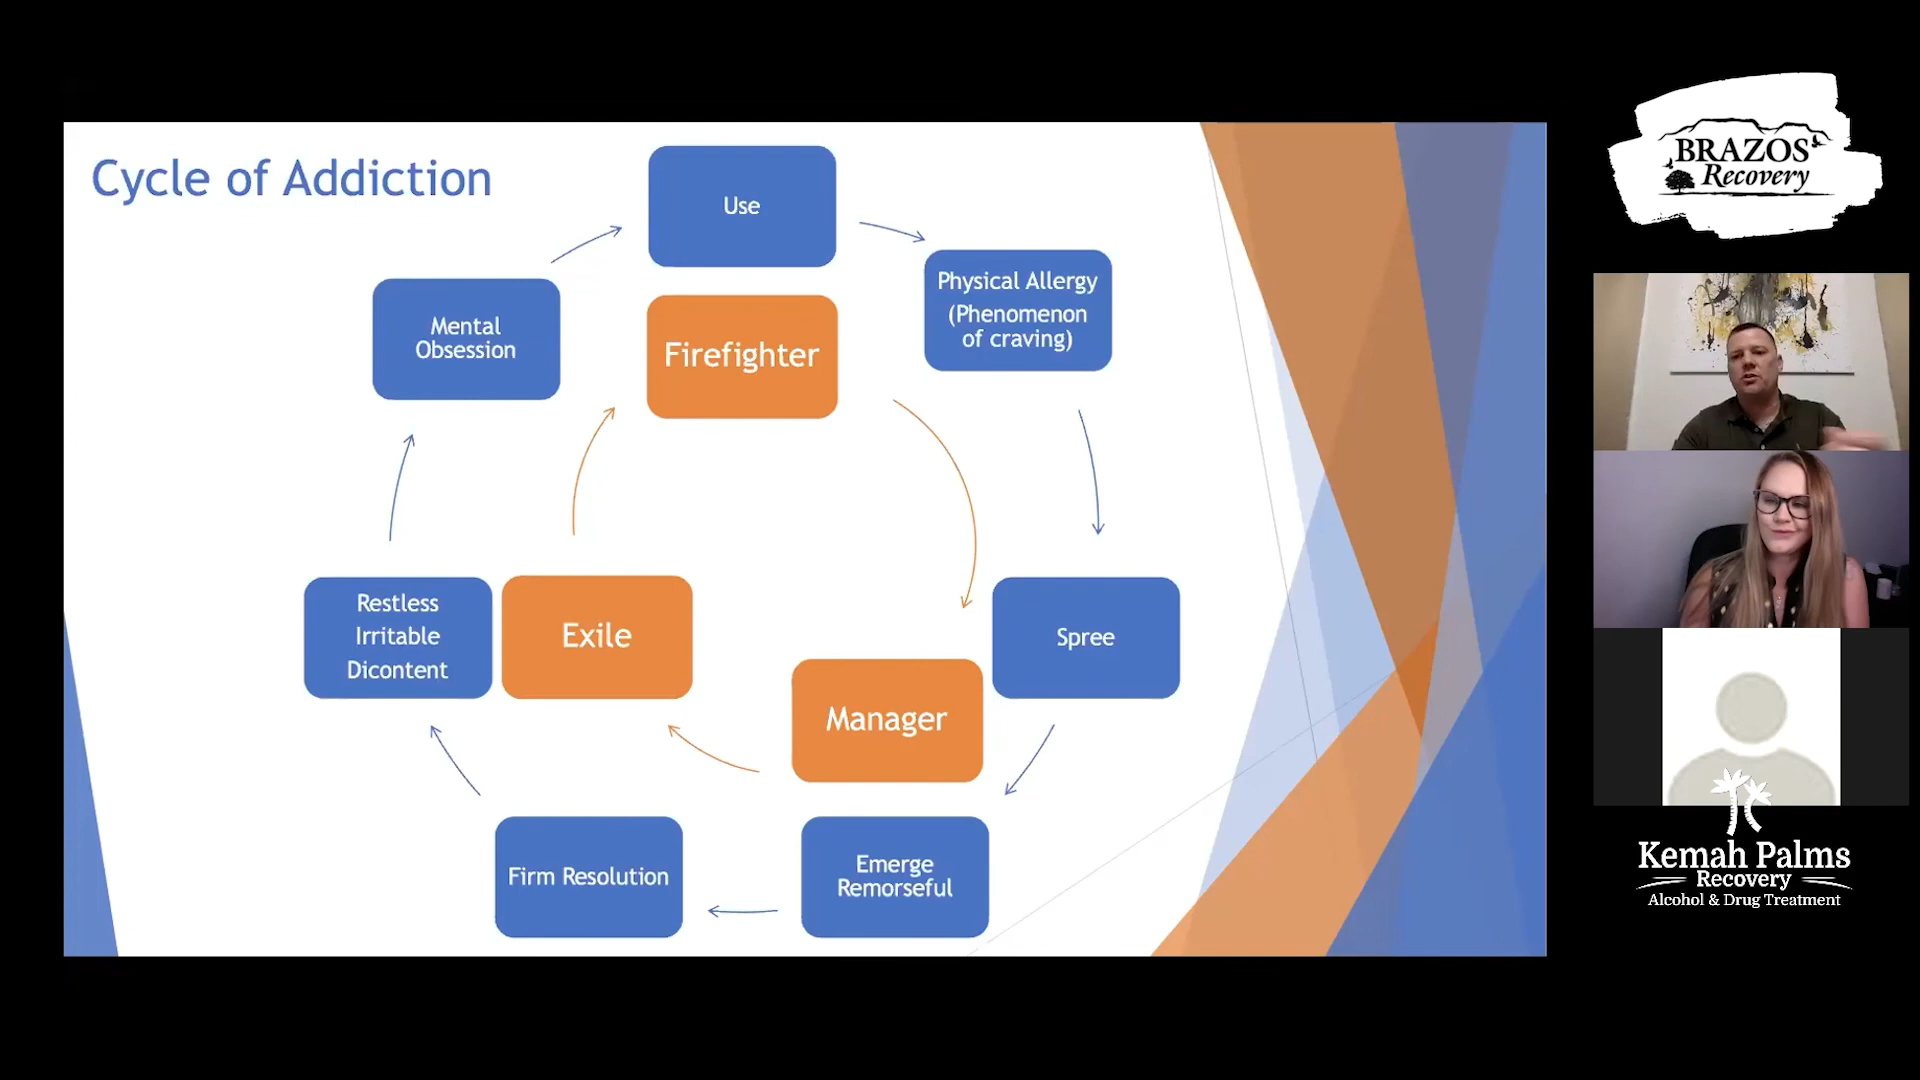 Cycle of Addiction
Use
Physical Allergy
(Phenomenon
of craving)
Mental
Obsession
Firefighter
Restless
Irritable
Dicontent
Exile
Spree
Manager
Firm Resolution
Emerge
Remorseful
BRAZOS
Recovery
Kemah Palms
Recovery
Alcohol & Drug Treatment